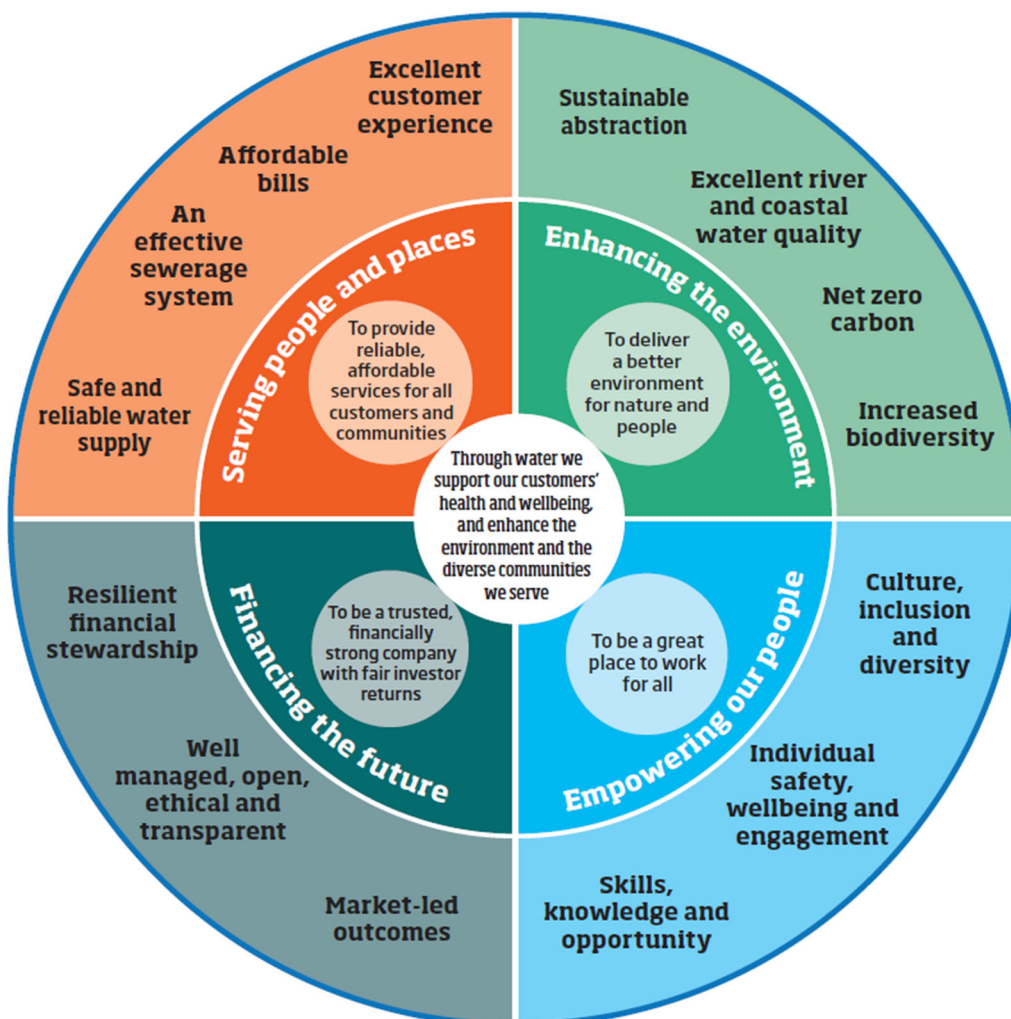 Excellent
customer
experience
Affordable
bills
An
effective
sewerage
system
Safe and
reliable water
supply
Serving people and places
To provide
reliable,
affordable
services for all
customers and
communities
Sustainable
abstraction
Excellent river
and coastal
water quality
Net zero
carbon
Increased
biodiversity
Enhancing the environment
To deliver
a better
environment
for nature and
people
Through water we
support our customers'
health and wellbeing,
and enhance the
environment and the
diverse communities
we serve
Resilient
financial
stewardship
Well
managed, open,
ethical and
transparent
Market-led
outcomes
Financing the future
To be a trusted,
financially
strong company
with fair investor
returns
Culture,
inclusion
and
diversity
Individual
safety,
wellbeing and
engagement
Skills,
knowledge and
opportunity
Empowering our people
To be a great
place to work
for all